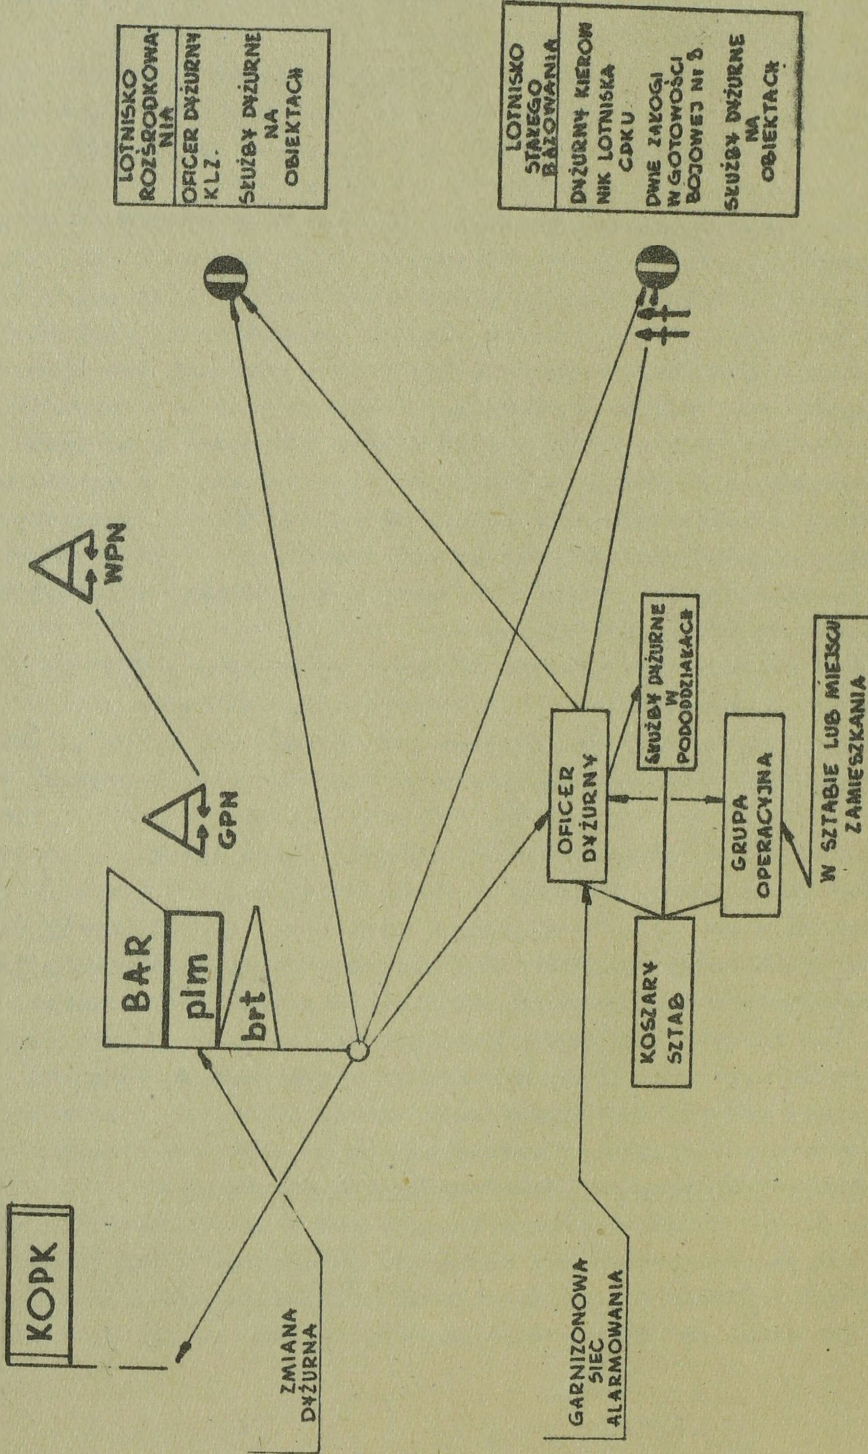 KOPK
ZMIANA
DYŻURNA
GARNIZONOWA
SIEĆ
ALARMOWANIA
BAR
plm
brt
GPN
WPN
KOSZARY
SZTAB
OFICER
DYŻURNY
SŁUŻBY DYŻURNE
W
PODODDZIAŁACH
GRUPA
OPERACYJNA
W SZTABIE LUB MIEJSCU
ZAMIESZKANIA
LOTNISKO
ROZŚRODKOWA-
NIA
OFICER DYŻURNY
KLZ.
SŁUŻBY DYŻURNE
NA
OBIEKTACH
LOTNISKO
STAŁEGO
BAZOWANIA
DYŻURNY KIEROW
NIK LOTNISKA
CDKU
DWIE ZAŁOGI
W GOTOWOŚCI
BOJOWEJ Nr
SŁUŻBY DYŻURNE
NA
OBIEKTACH